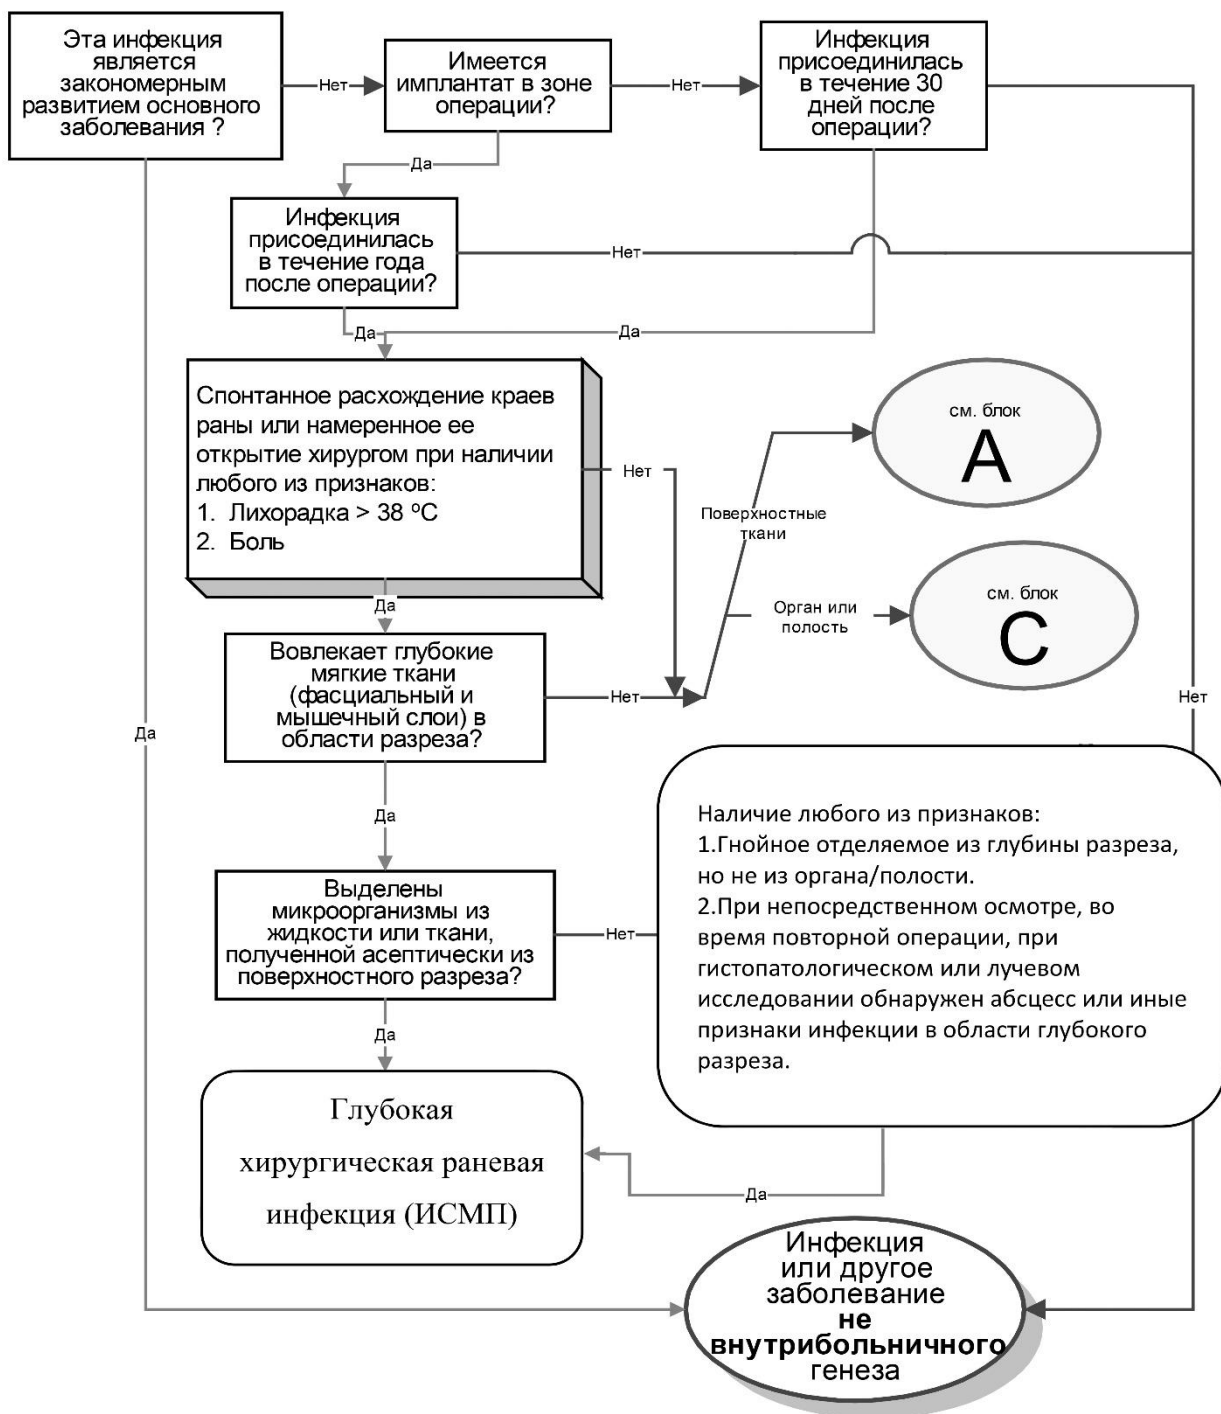 Эта инфекция
является
закономерным
развитием основного
заболевания ?
Нет
Имеется
имплантат в зоне
операции?
Нет
Инфекция
присоединилась
в течение 30
дней после
операции?
Да
Инфекция
присоединилась
в течение года
после операции?
Нет
Да
Да
Спонтанное расхождение краев
раны или намеренное ее
открытие хирургом при наличии
любого из признаков:
1. Лихорадка > 38 ºС
2. Боль
Нет
см. блок
А
Поверхностные
ткани
Да
Орган или
полость
см. блок
С
Вовлекает глубокие
мягкие ткани
(фасциальный и
мышечный слои) в
области разреза?
Нет
Нет
Да
Да
Наличие любого из признаков:
1.Гнойное отделяемое из глубины разреза,
но не из органа/полости.
2.При непосредственном осмотре, во
время повторной операции, при
гистопатологическом или лучевом
исследовании обнаружен абсцесс или иные
признаки инфекции в области глубокого
разреза.
Выделены
микроорганизмы из
жидкости или ткани,
полученной асептически из
поверхностного разреза?
Нет
Да
Глубокая
хирургическая раневая
инфекция (ИСМП)
Да
Инфекция
или другое
заболевание
не
внутрибольничного
генеза